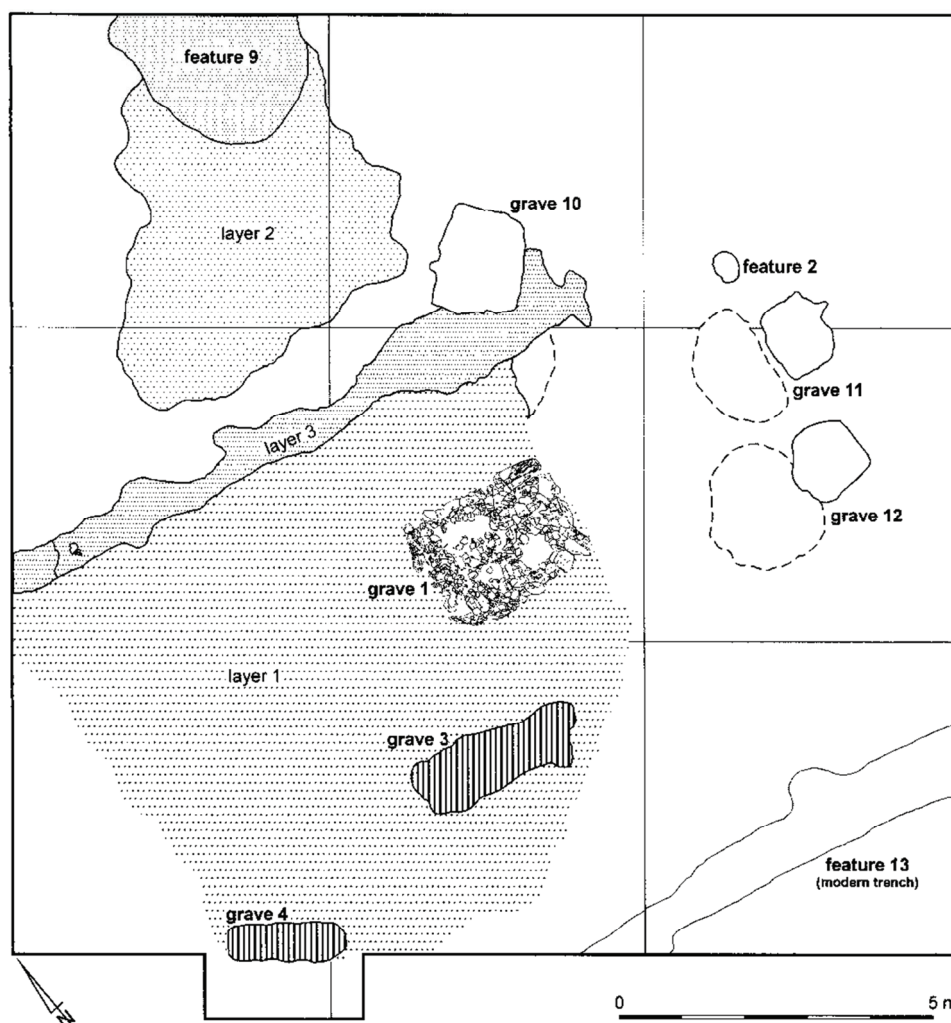 feature 9
layer 2
grave 10
feature 2
grave 11
layer 3
grave 12
grave 1
layer 1
grave 3
feature 13
(modern trench)
grave 4
N
0
5 m